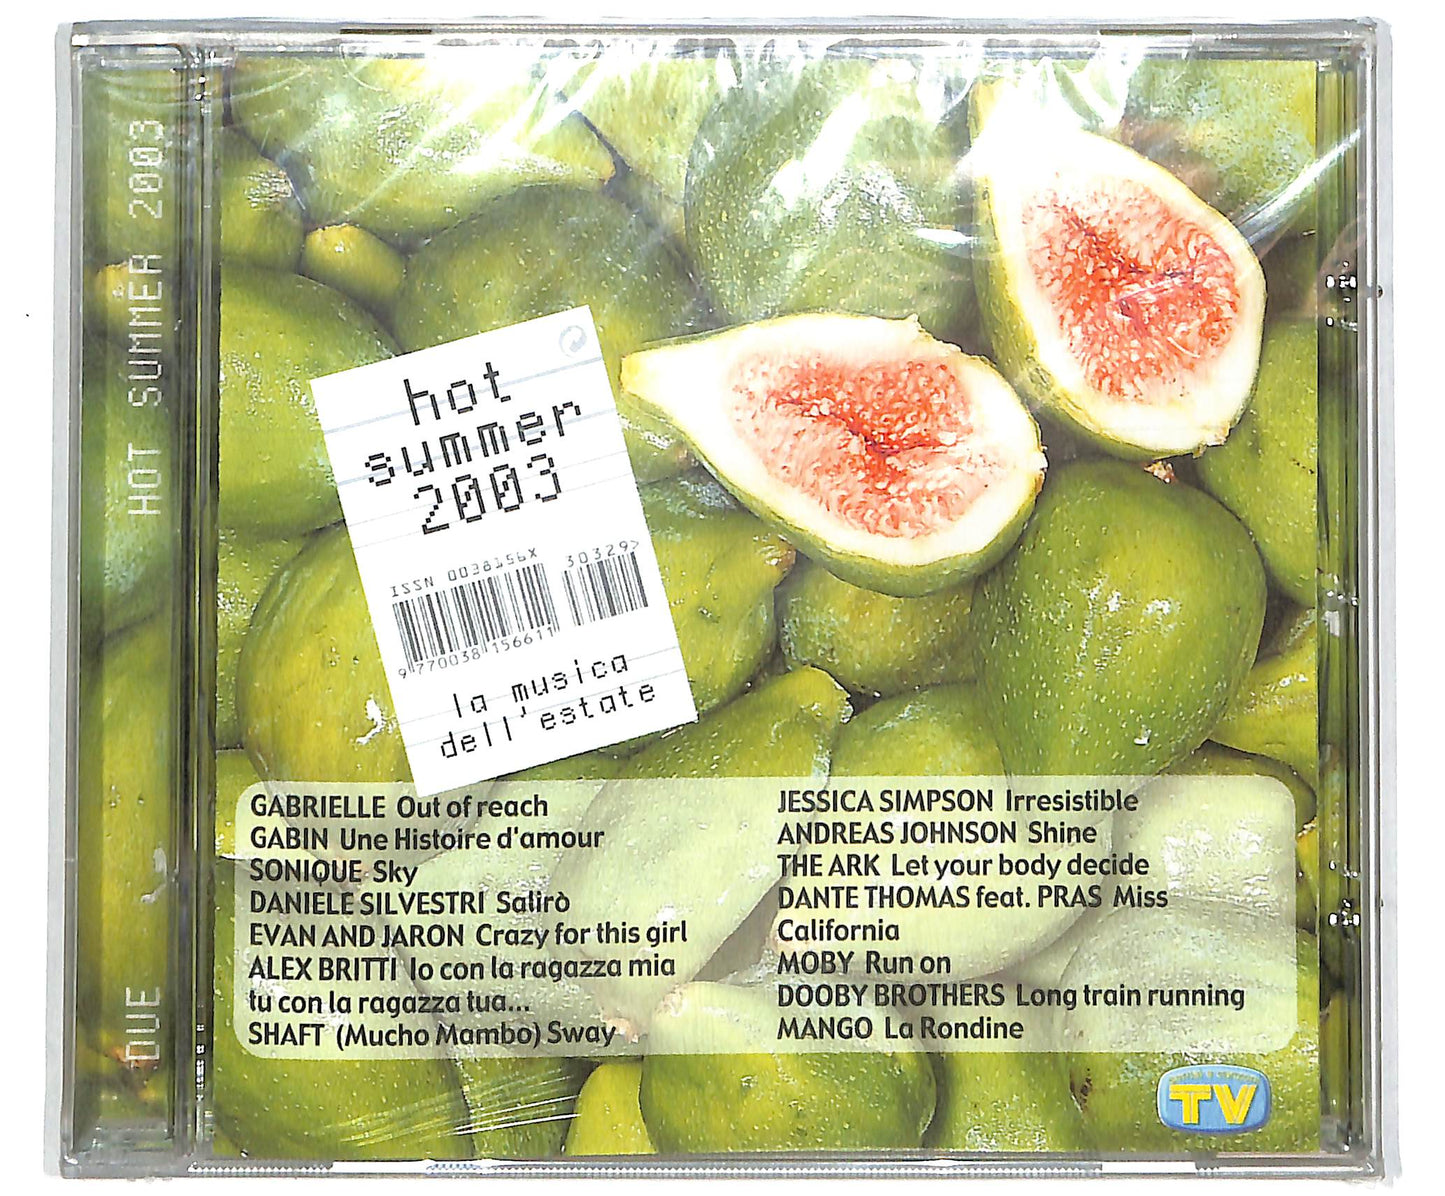 DUE HOT SUMMER 2003
hot
summer
2003
ISSN 0038156X 30329>
9 770038 156611
la musica
dell'estate
GABRIELLE Out of reach
GABIN Une Histoire d'amour
SONIQUE Sky
DANIELE SILVESTRI Salirò
EVAN AND JARON Crazy for this girl
ALEX BRITTI Io con la ragazza mia
tu con la ragazza tua...
SHAFT (Mucho Mambo) Sway
JESSICA SIMPSON Irresistible
ANDREAS JOHNSON Shine
THE ARK Let your body decide
DANTE THOMAS feat. PRAS Miss
California
MOBY Run on
DOOBY BROTHERS Long train running
MANGO La Rondine
TV